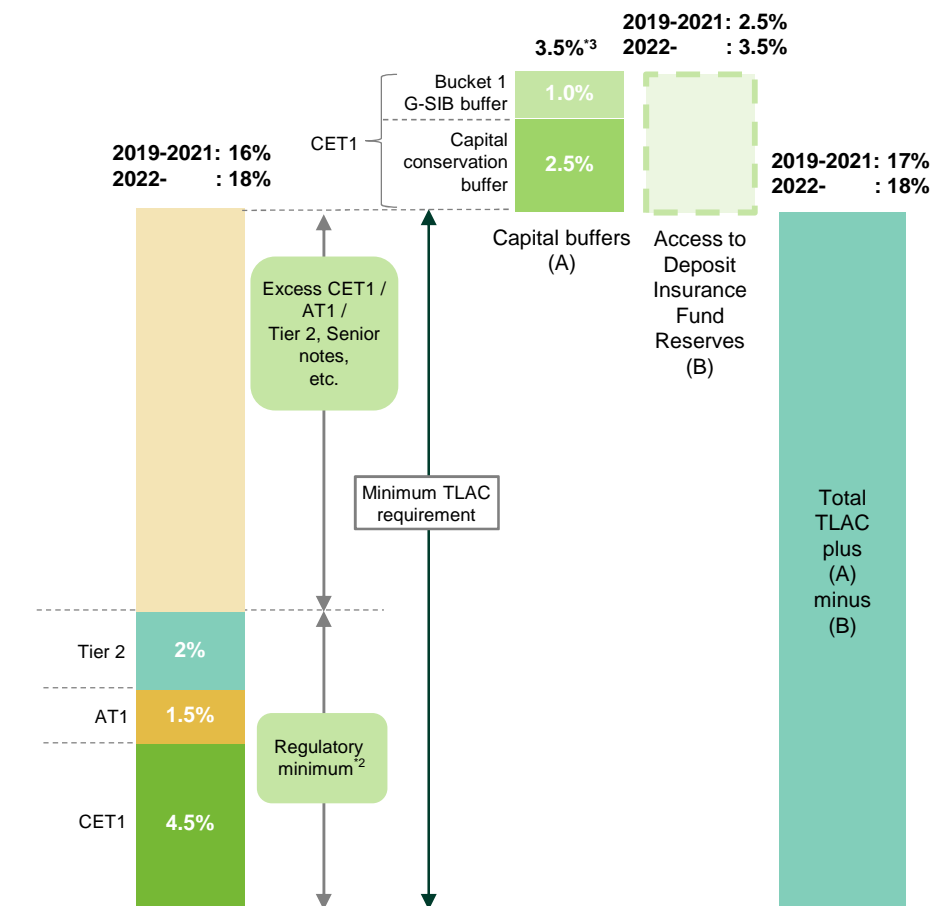 2019-2021: 2.5%
2022- : 3.5%
3.5%*3
Bucket 1
G-SIB buffer
1.0%
CET1
Capital
conservation
buffer
2.5%
2019-2021: 16%
2022- : 18%
2019-2021: 17%
2022- : 18%
Capital buffers
(A)
Access to
Deposit
Insurance
Fund
Reserves
(B)
Excess CET1 /
AT1 /
Tier 2, Senior
notes,
etc.
Minimum TLAC
requirement
Total
TLAC
plus
(A)
minus
(B)
Tier 2
2%
AT1
1.5%
Regulatory
minimum*2
CET1
4.5%